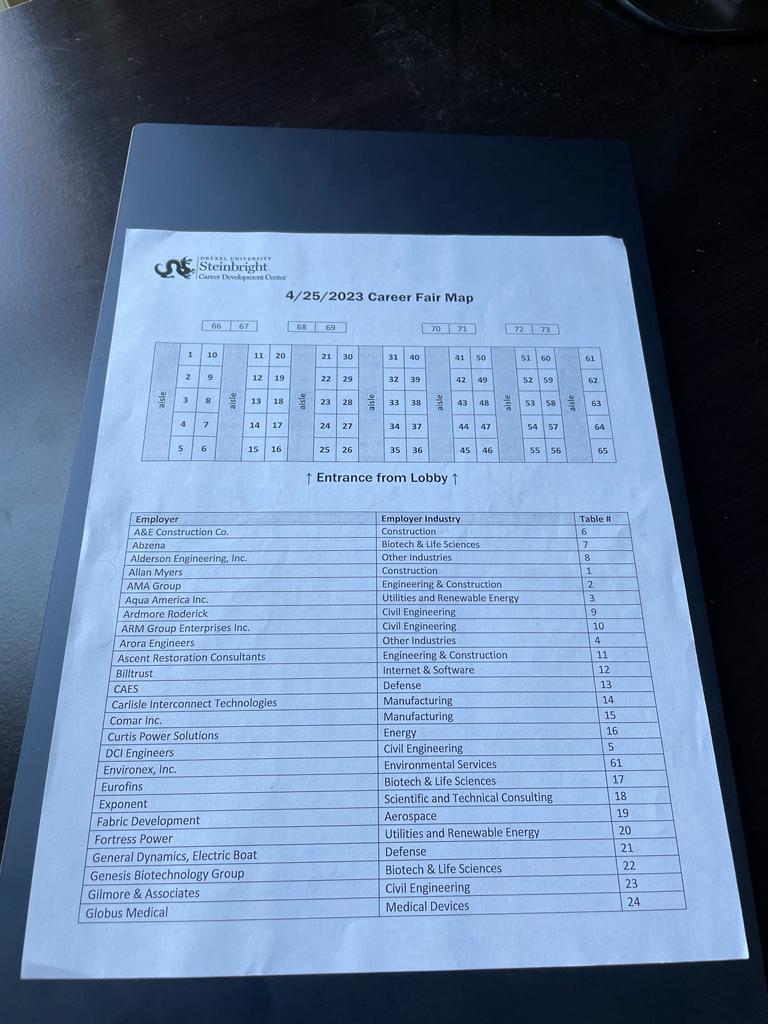 DREXEL UNIVERSITY
Steinbright
Career Development Center
4/25/2023 Career Fair Map
66 67 68 69 70 71 72 73
1 10 11 20 21 30 31 40 41 50 51 60 61
2 9 12 19 22 29 32 39 42 49 52 59 62
aisle 3 8 aisle 13 18 aisle 23 28 aisle 33 38 aisle 43 48 aisle 53 58 aisle 63
4 7 14 17 24 27 34 37 44 47 54 57 64
5 6 15 16 25 26 35 36 45 46 55 56 65
↑ Entrance from Lobby ↑
Employer Employer Industry Table #
A&E Construction Co. Construction 6
Abzena Biotech & Life Sciences 7
Alderson Engineering, Inc. Other Industries 8
Allan Myers Construction 1
AMA Group Engineering & Construction 2
Aqua America Inc. Utilities and Renewable Energy 3
Ardmore Roderick Civil Engineering 9
ARM Group Enterprises Inc. Civil Engineering 10
Arora Engineers Other Industries 4
Ascent Restoration Consultants Engineering & Construction 11
Billtrust Internet & Software 12
CAES Defense 13
Carlisle Interconnect Technologies Manufacturing 14
Comar Inc. Manufacturing 15
Curtis Power Solutions Energy 16
DCI Engineers Civil Engineering 5
Environex, Inc. Environmental Services 61
Eurofins Biotech & Life Sciences 17
Exponent Scientific and Technical Consulting 18
Fabric Development Aerospace 19
Fortress Power Utilities and Renewable Energy 20
General Dynamics, Electric Boat Defense 21
Genesis Biotechnology Group Biotech & Life Sciences 22
Gilmore & Associates Civil Engineering 23
Globus Medical Medical Devices 24